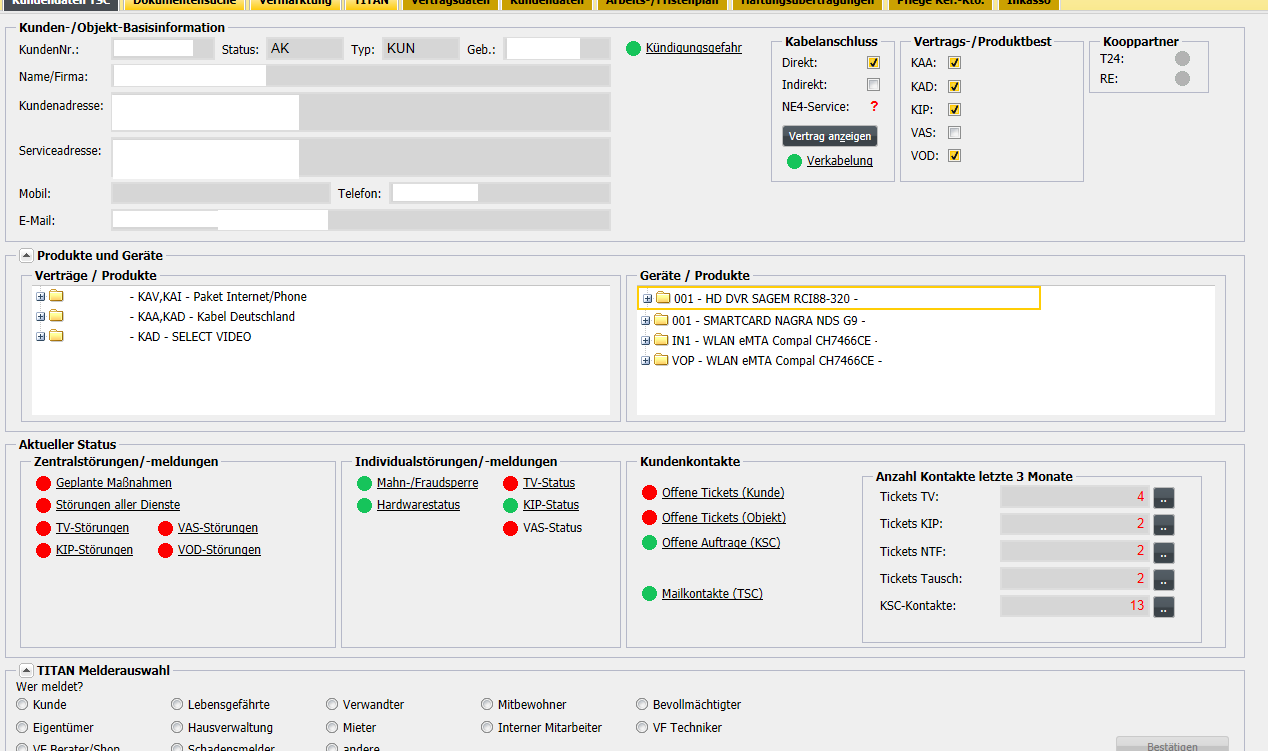 Kundendaten TSC Dokumentensuche Vermarktung TITAN Vertragsdaten Kundendaten Arbeits-/Fristenplan Haftungsübertragungen Pflege Ref.-Kto. Inkasso
Kunden-/Objekt-Basisinformation
KundenNr.: Status: AK Typ: KUN Geb.:
Name/Firma:
Kundenadresse:
Serviceadresse:
Mobil: Telefon:
E-Mail:
Kündigungsgefahr
Kabelanschluss
Direkt:
Indirekt:
NE4-Service: ?
Vertrag anzeigen
Verkabelung
Vertrags-/Produktbest
KAA:
KAD:
KIP:
VAS:
VOD:
Kooppartner
T24:
RE:
Produkte und Geräte
Verträge / Produkte
- KAV,KAI - Paket Internet/Phone
- KAA,KAD - Kabel Deutschland
- KAD - SELECT VIDEO
Geräte / Produkte
001 - HD DVR SAGEM RCI88-320 -
001 - SMARTCARD NAGRA NDS G9 -
IN1 - WLAN eMTA Compal CH7466CE -
VOP - WLAN eMTA Compal CH7466CE -
Aktueller Status
Zentralstörungen/-meldungen
Geplante Maßnahmen
Störungen aller Dienste
TV-Störungen VAS-Störungen
KIP-Störungen VOD-Störungen
Individualstörungen/-meldungen
Mahn-/Fraudsperre TV-Status
Hardwarestatus KIP-Status
VAS-Status
Kundenkontakte
Offene Tickets (Kunde)
Offene Tickets (Objekt)
Offene Auftrage (KSC)
Mailkontakte (TSC)
Anzahl Kontakte letzte 3 Monate
Tickets TV: 4 ..
Tickets KIP: 2 ..
Tickets NTF: 2 ..
Tickets Tausch: 2 ..
KSC-Kontakte: 13 ..
TITAN Melderauswahl
Wer meldet?
Kunde Lebensgefährte Verwandter Mitbewohner Bevollmächtigter
Eigentümer Hausverwaltung Mieter Interner Mitarbeiter VF Techniker
VF Berater/Shop Schadensmelder andere
Bestätigen